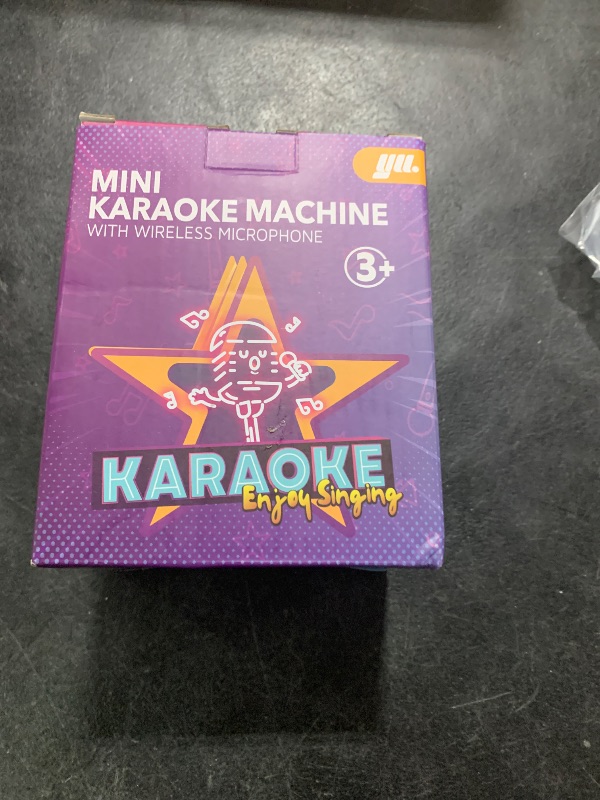 yu.
MINI
KARAOKE MACHINE
WITH WIRELESS MICROPHONE
3+
KARAOKE
Enjoy Singing